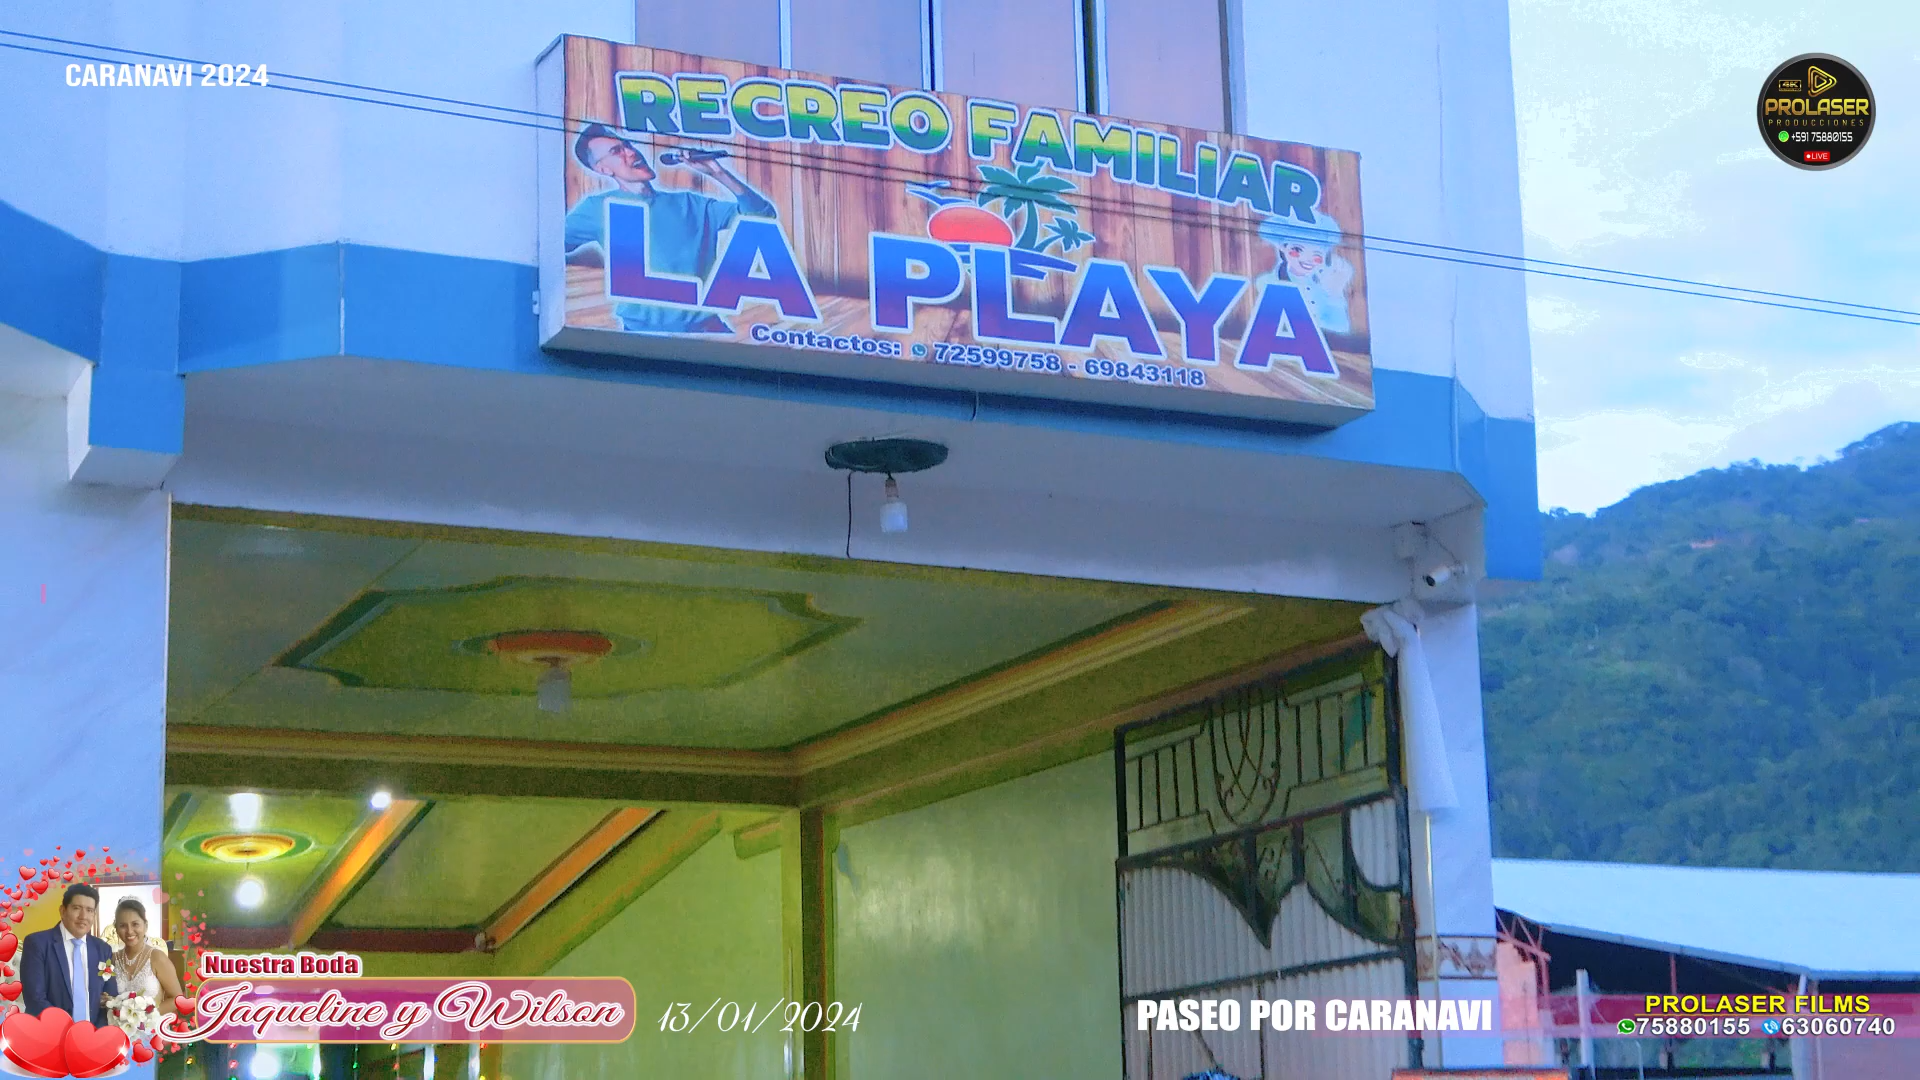 CARANAVI 2024
4K
PROLASER
PRODUCCIONES
+591 75880155
LIVE
RECREO FAMILIAR
LA PLAYA
Contactos: 72599758 - 69843118
Nuestra Boda
Jaqueline y Wilson
13/01/2024
PASEO POR CARANAVI
PROLASER FILMS
75880155 63060740